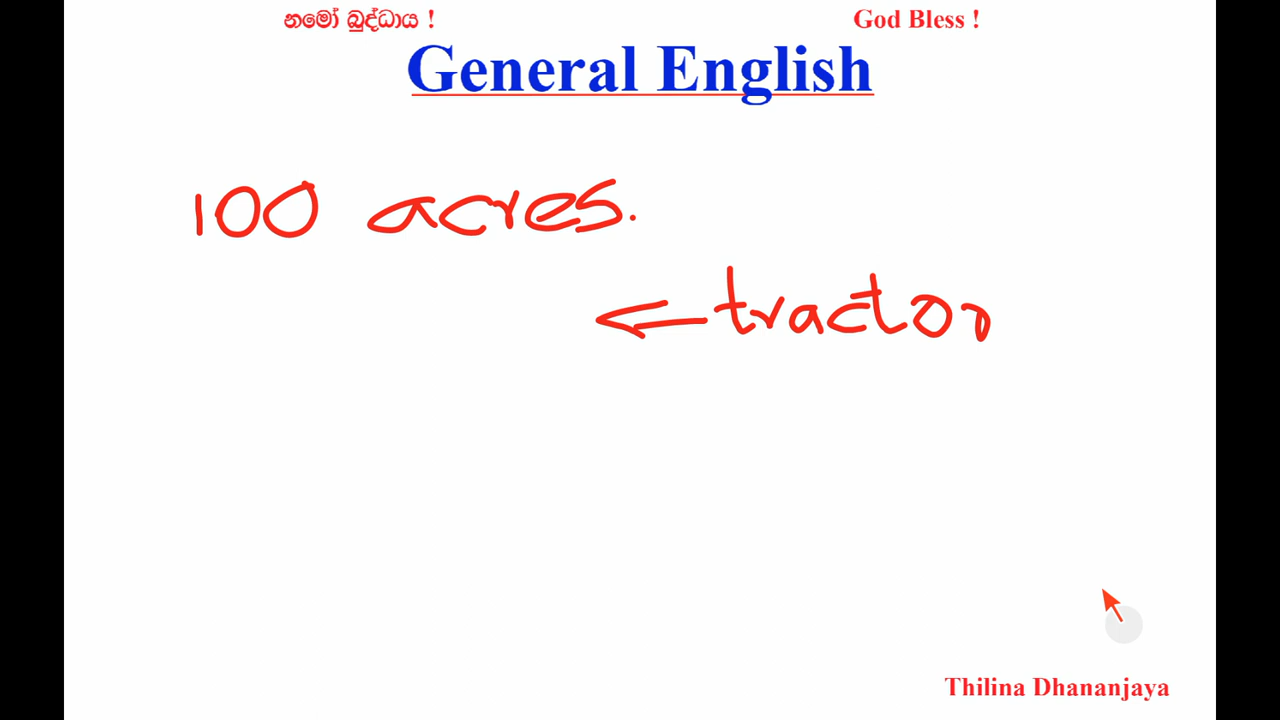 නමෝ බුද්ධාය ! God Bless !
General English
100 acres.
← tractor
Thilina Dhananjaya